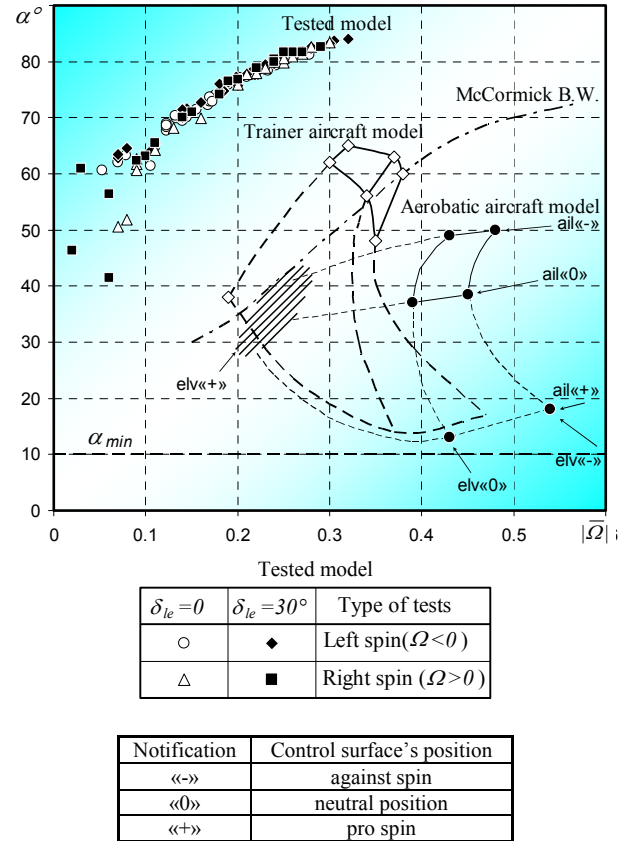 α°
Tested model
90
80
McCormick B.W.
70
Trainer aircraft model
60
50
Aerobatic aircraft model
ail«-»
40
ail«0»
30
elv«+»
20
ail«+»
α min
10
elv«-»
elv«0»
0
0 0.1 0.2 0.3 0.4 0.5
|Ω̅|
Tested model
δle =0 δle =30° Type of tests
Left spin(Ω<0 )
Right spin (Ω>0 )
Notification Control surface's position
«-» against spin
«0» neutral position
«+» pro spin